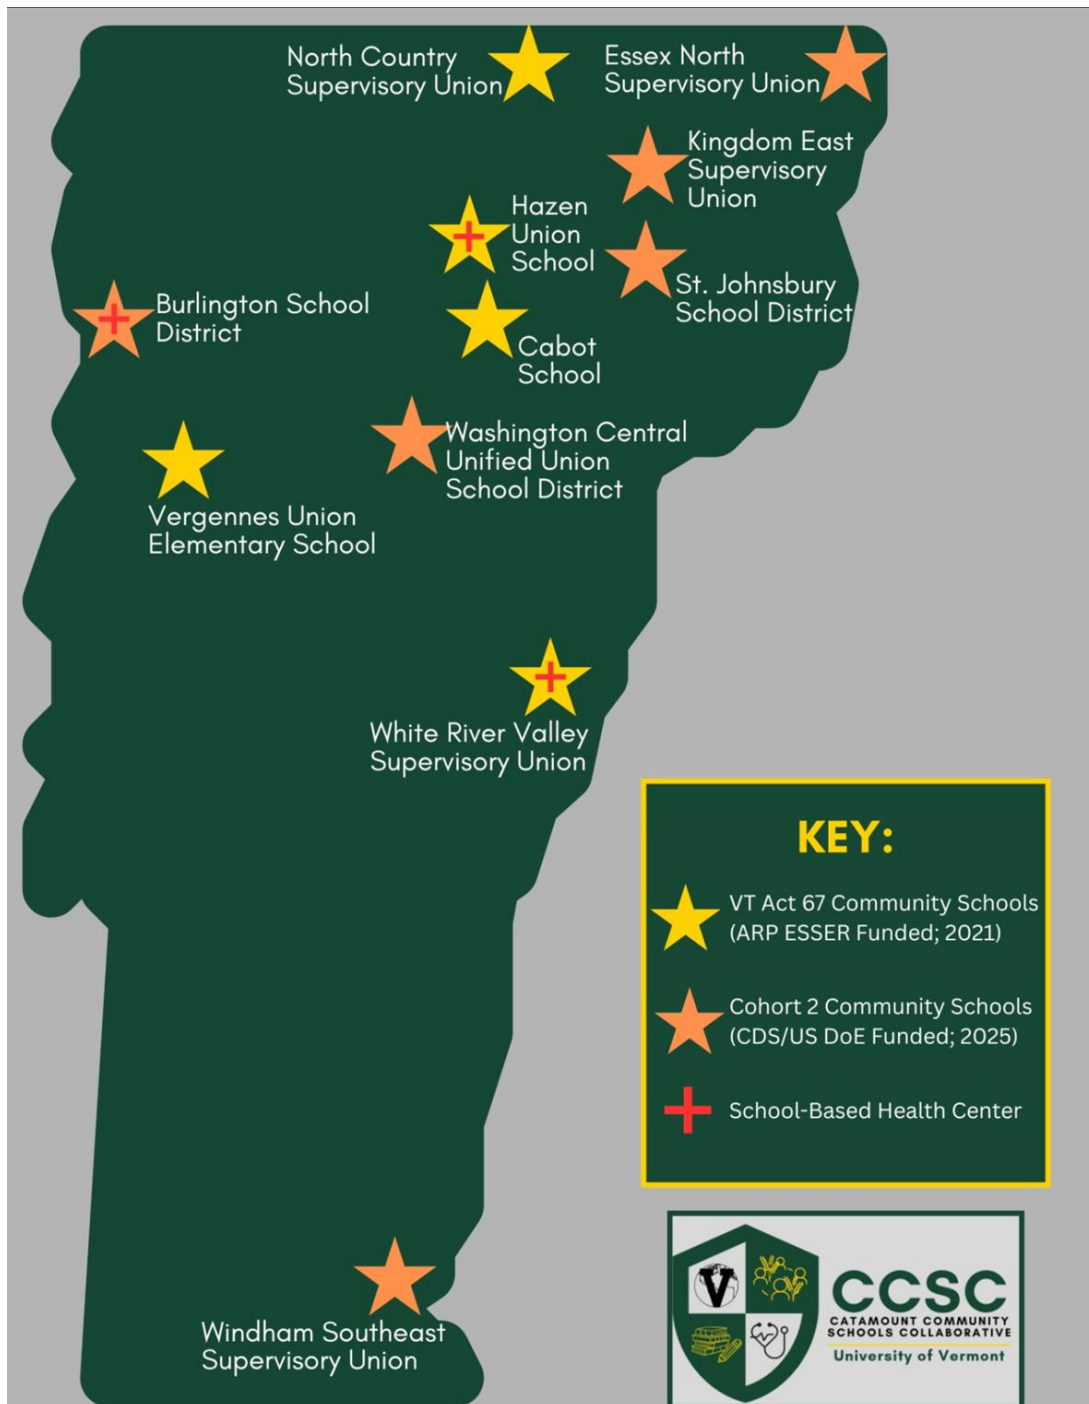 North Country
Supervisory Union
Essex North
Supervisory Union
Kingdom East
Supervisory
Union
Hazen
Union
School
St. Johnsbury
School District
Burlington School
District
Cabot
School
Washington Central
Unified Union
School District
Vergennes Union
Elementary School
White River Valley
Supervisory Union
KEY:
VT Act 67 Community Schools
(ARP ESSER Funded; 2021)
Cohort 2 Community Schools
(CDS/US DoE Funded; 2025)
School-Based Health Center
Windham Southeast
Supervisory Union
V
CCSC
CATAMOUNT COMMUNITY
SCHOOLS COLLABORATIVE
University of Vermont